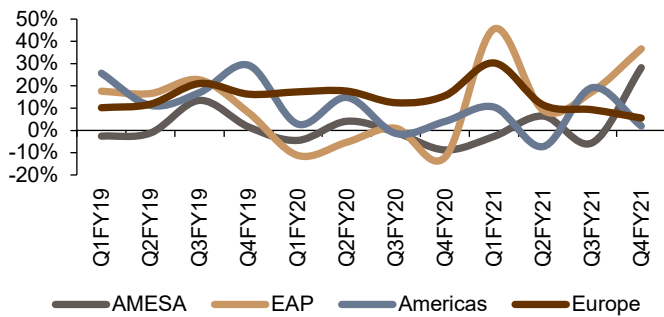 50%
40%
30%
20%
10%
0%
-10%
-20%
Q1FY19
Q2FY19
Q3FY19
Q4FY19
Q1FY20
Q2FY20
Q3FY20
Q4FY20
Q1FY21
Q2FY21
Q3FY21
Q4FY21
AMESA EAP Americas Europe